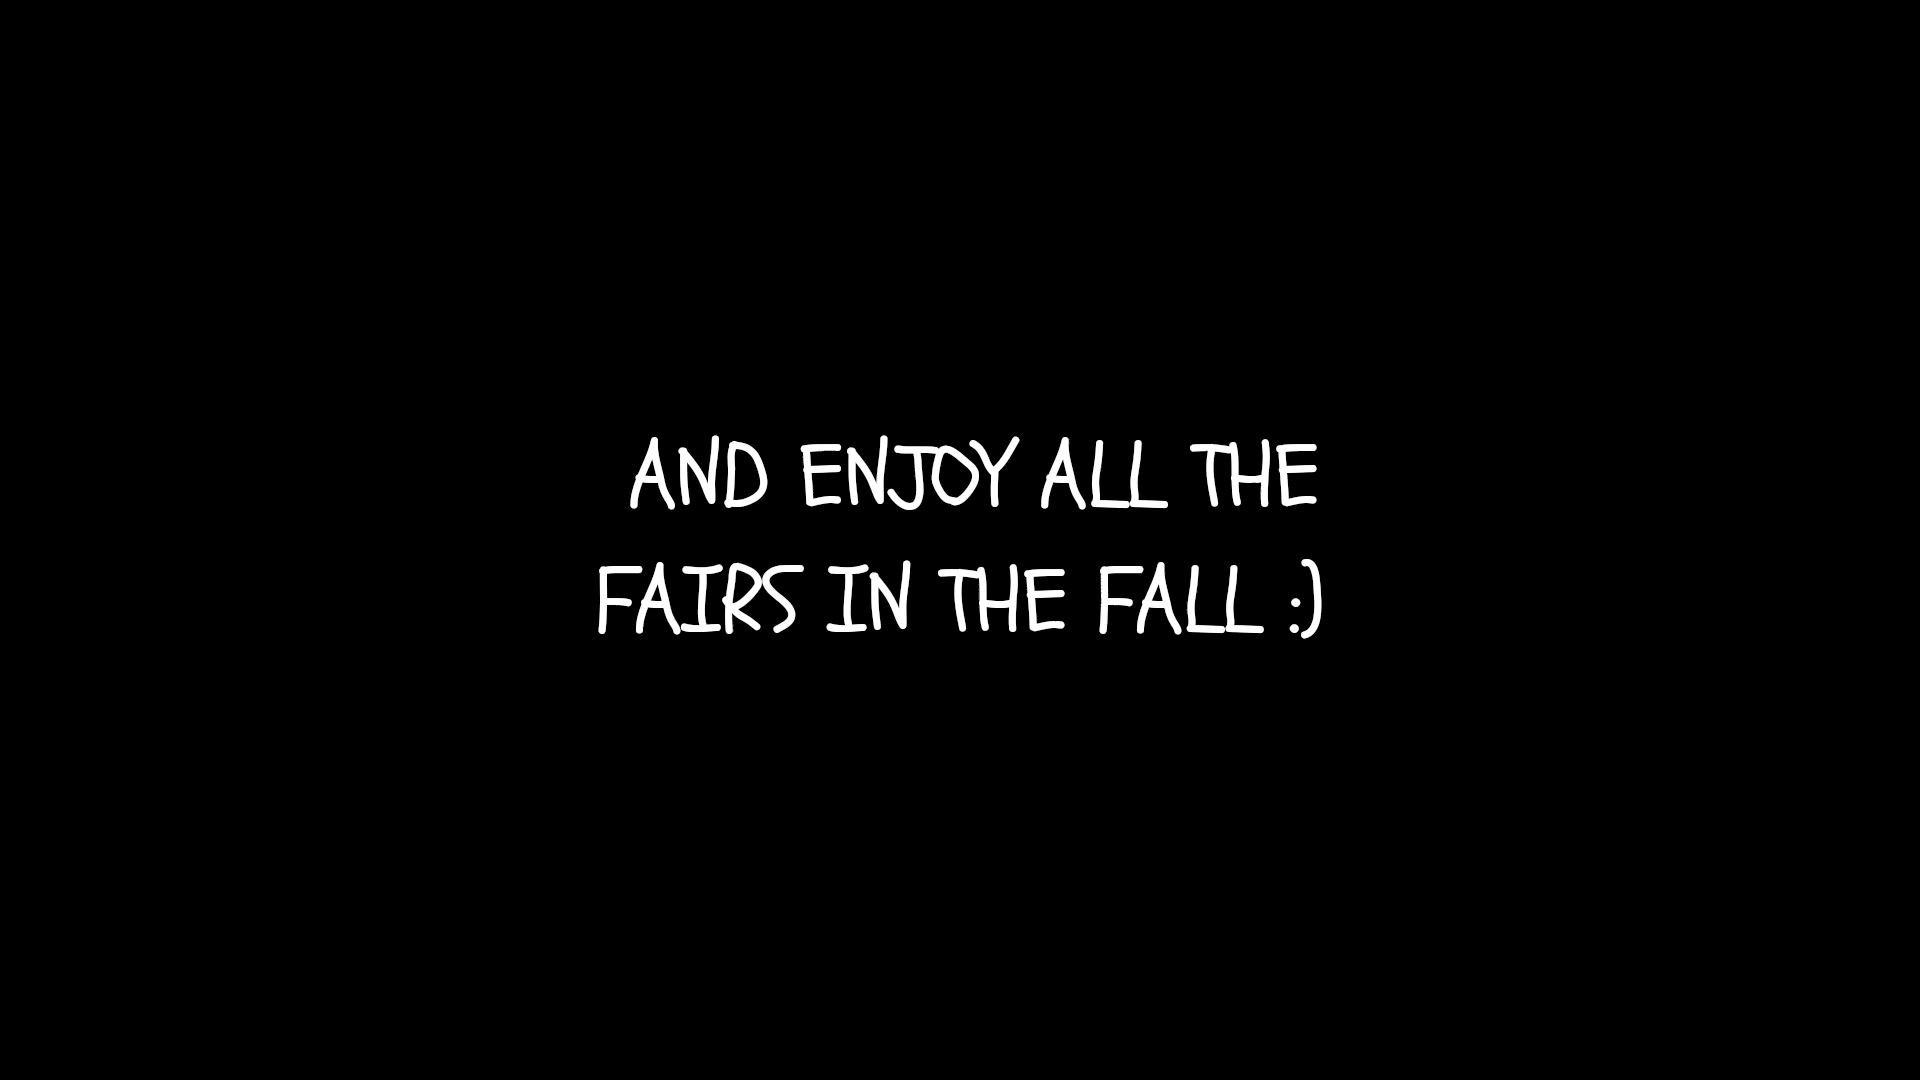 AND ENJOY ALL THE
FAIRS IN THE FALL :)